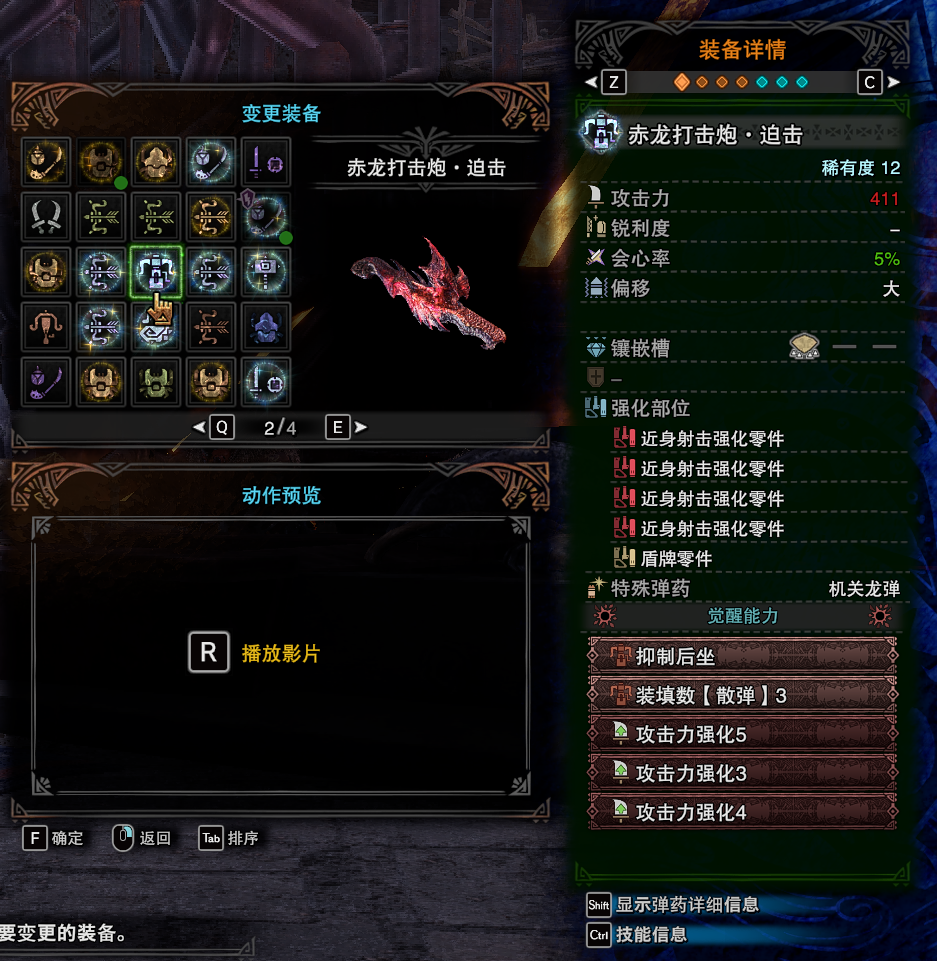 变更装备
赤龙打击炮・迫击
Q 2/4 E
动作预览
R 播放影片
F 确定 返回 Tab 排序
要变更的装备。
装备详情
Z C
赤龙打击炮・迫击
稀有度 12
攻击力 411
锐利度 –
会心率 5%
偏移 大
镶嵌槽 — —
–
强化部位
近身射击强化零件
近身射击强化零件
近身射击强化零件
近身射击强化零件
盾牌零件
特殊弹药 机关龙弹
觉醒能力
抑制后坐
装填数【散弹】3
攻击力强化5
攻击力强化3
攻击力强化4
Shift 显示弹药详细信息
Ctrl 技能信息